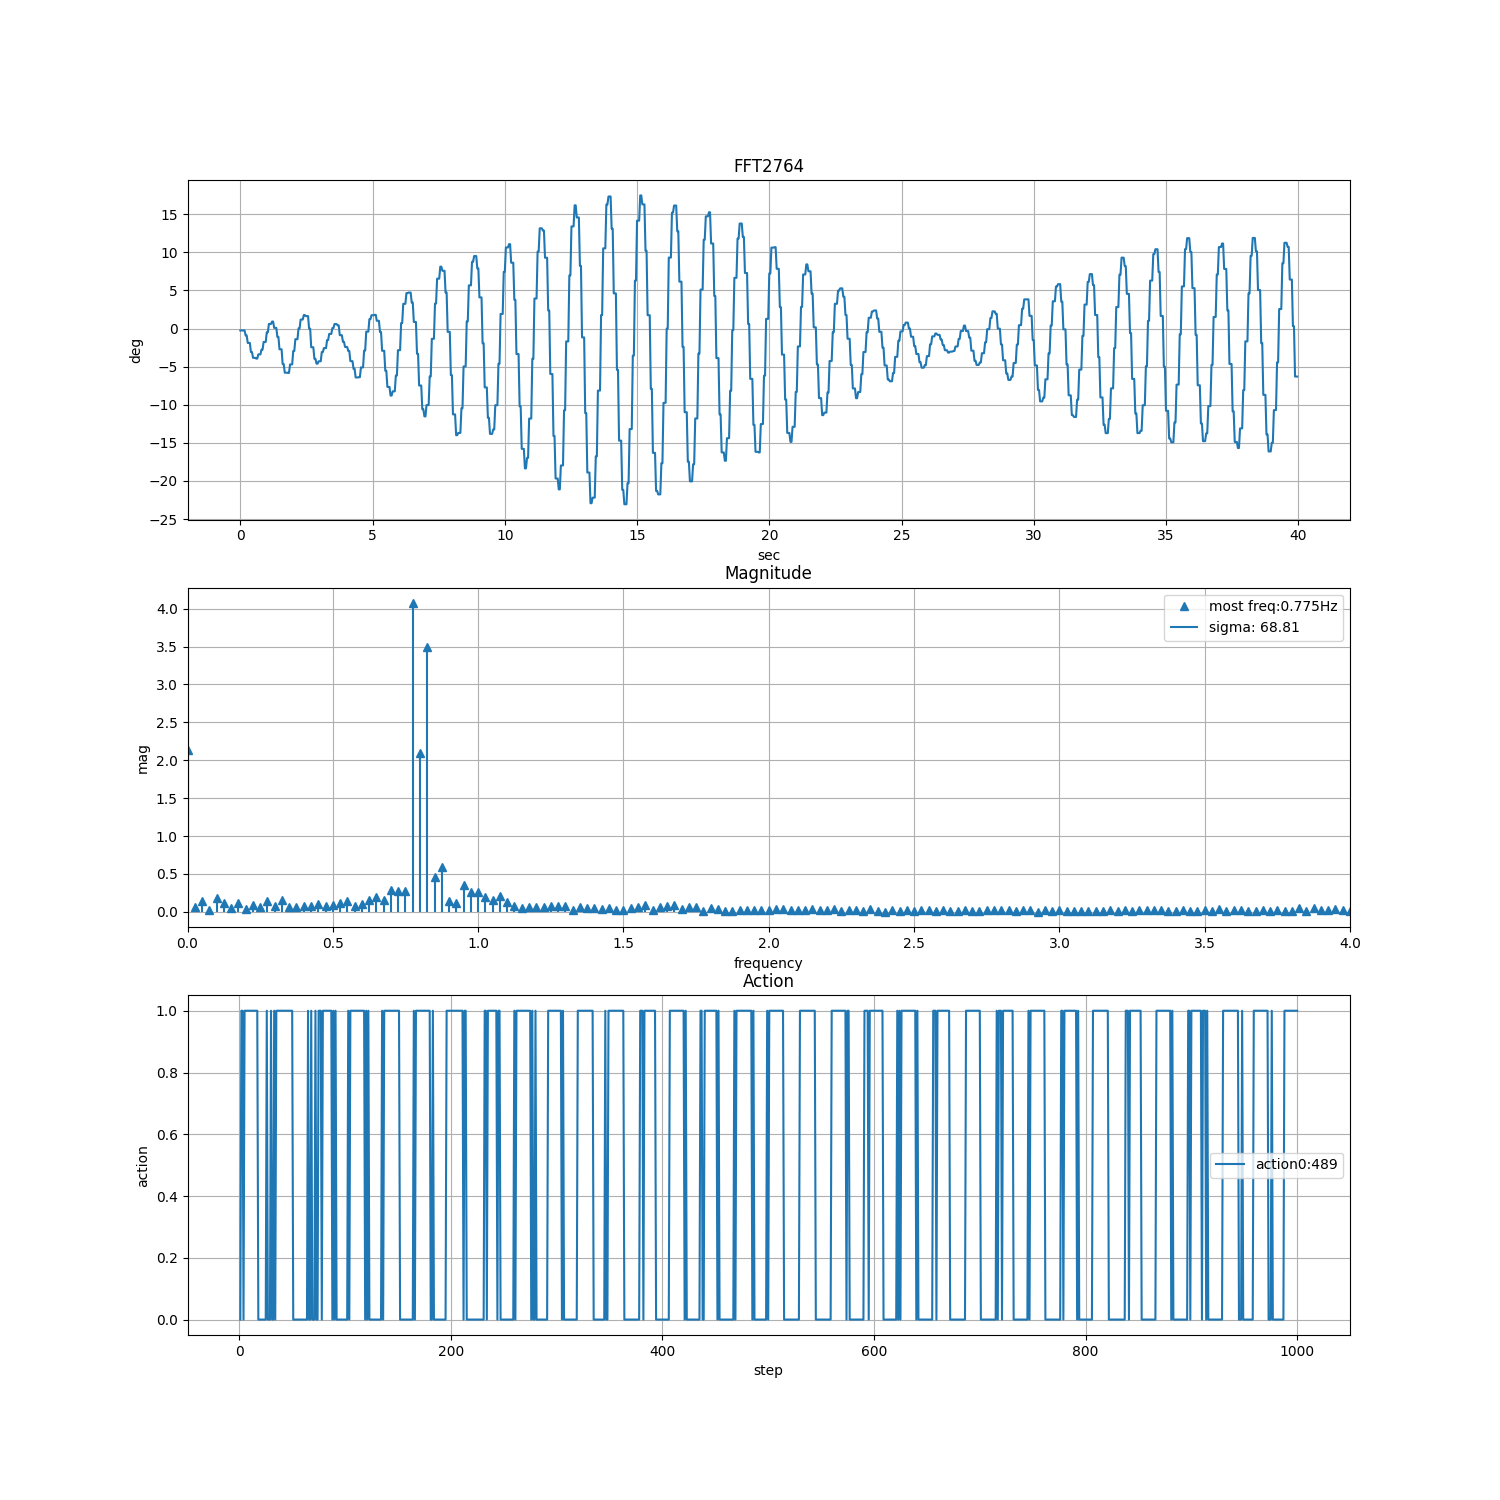 FFT2764
15
10
5
0
−5
−10
−15
−20
−25
deg
0 5 10 15 20 25 30 35 40
sec
Magnitude
4.0
3.5
3.0
2.5
2.0
1.5
1.0
0.5
0.0
mag
most freq:0.775Hz
sigma: 68.81
0.0 0.5 1.0 1.5 2.0 2.5 3.0 3.5 4.0
frequency
Action
1.0
0.8
0.6
0.4
0.2
0.0
action
action0:489
0 200 400 600 800 1000
step